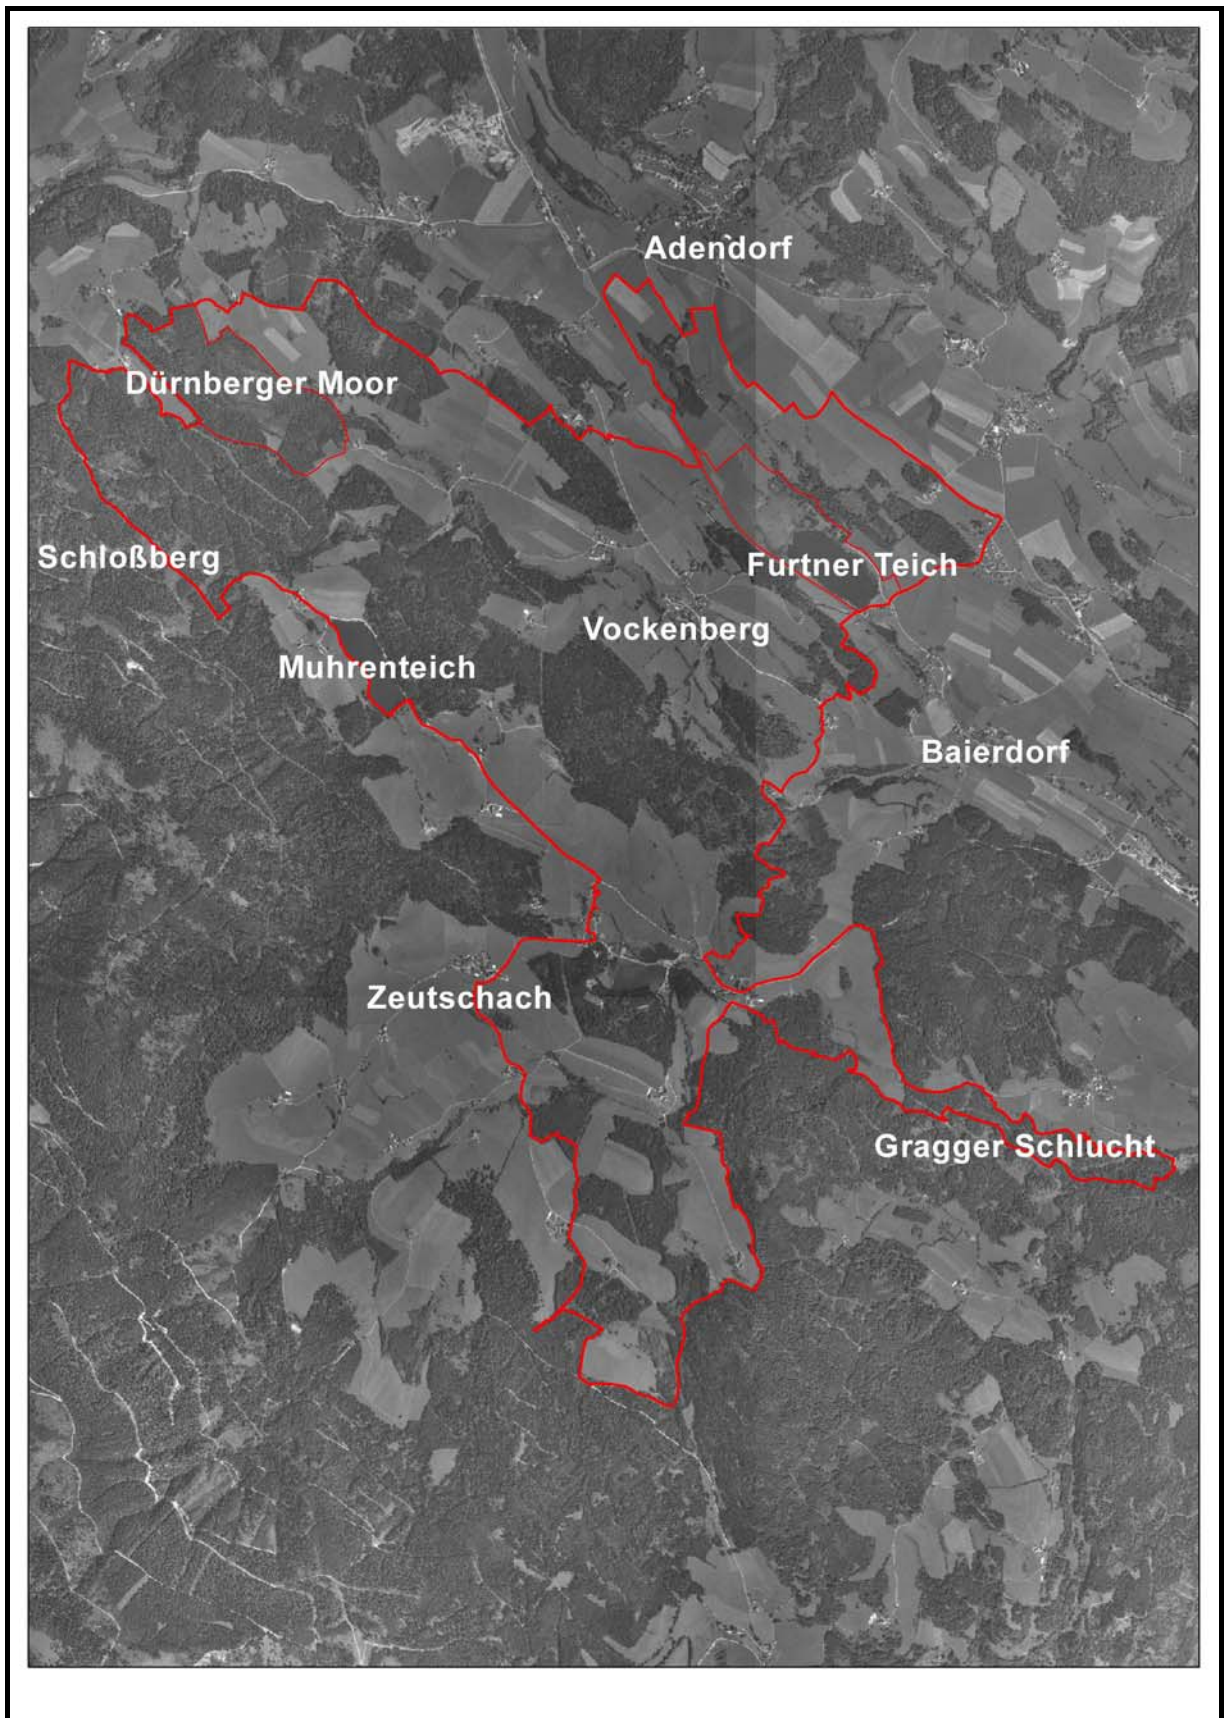 Adendorf
Dürnberger Moor
Schloßberg
Furtner Teich
Vockenberg
Muhrenteich
Baierdorf
Zeutschach
Gragger Schlucht